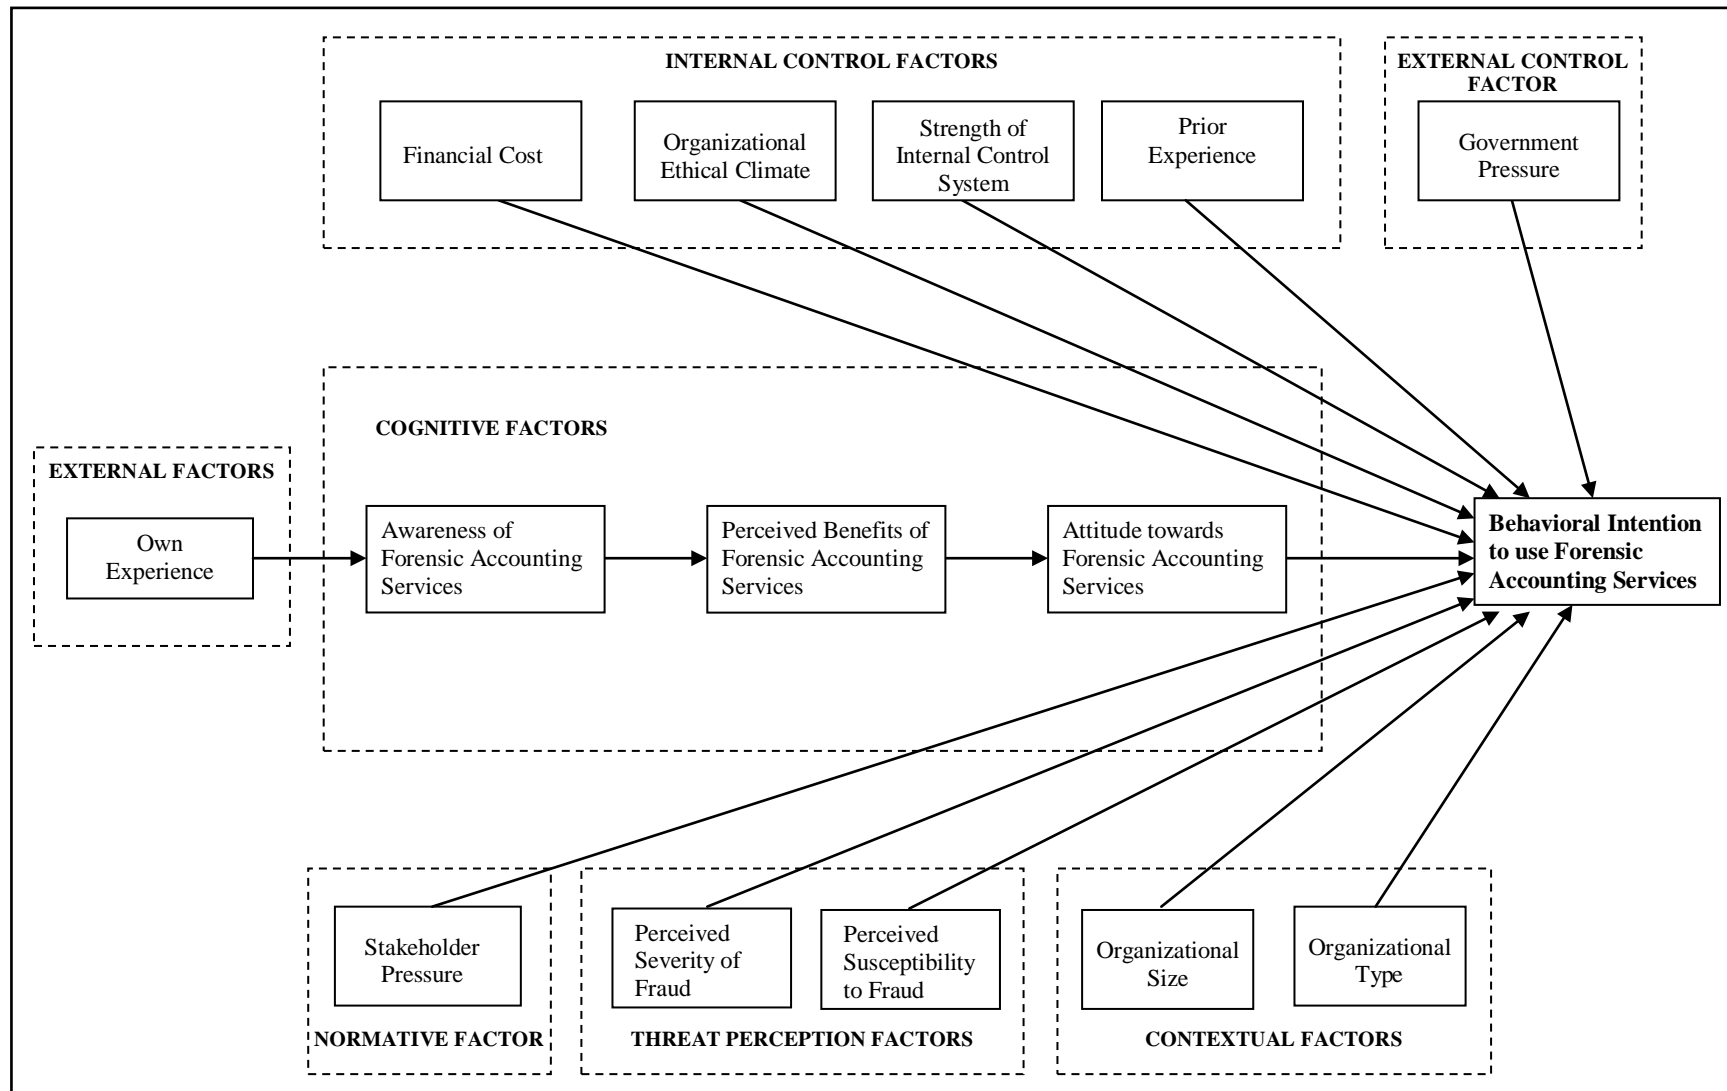 INTERNAL CONTROL FACTORS
Financial Cost
Organizational
Ethical Climate
Strength of
Internal Control
System
Prior
Experience
EXTERNAL CONTROL
FACTOR
Government
Pressure
COGNITIVE FACTORS
EXTERNAL FACTORS
Own
Experience
Awareness of
Forensic Accounting
Services
Perceived Benefits of
Forensic Accounting
Services
Attitude towards
Forensic Accounting
Services
Behavioral Intention
to use Forensic
Accounting Services
Stakeholder
Pressure
NORMATIVE FACTOR
Perceived
Severity of
Fraud
Perceived
Susceptibility
to Fraud
THREAT PERCEPTION FACTORS
Organizational
Size
Organizational
Type
CONTEXTUAL FACTORS